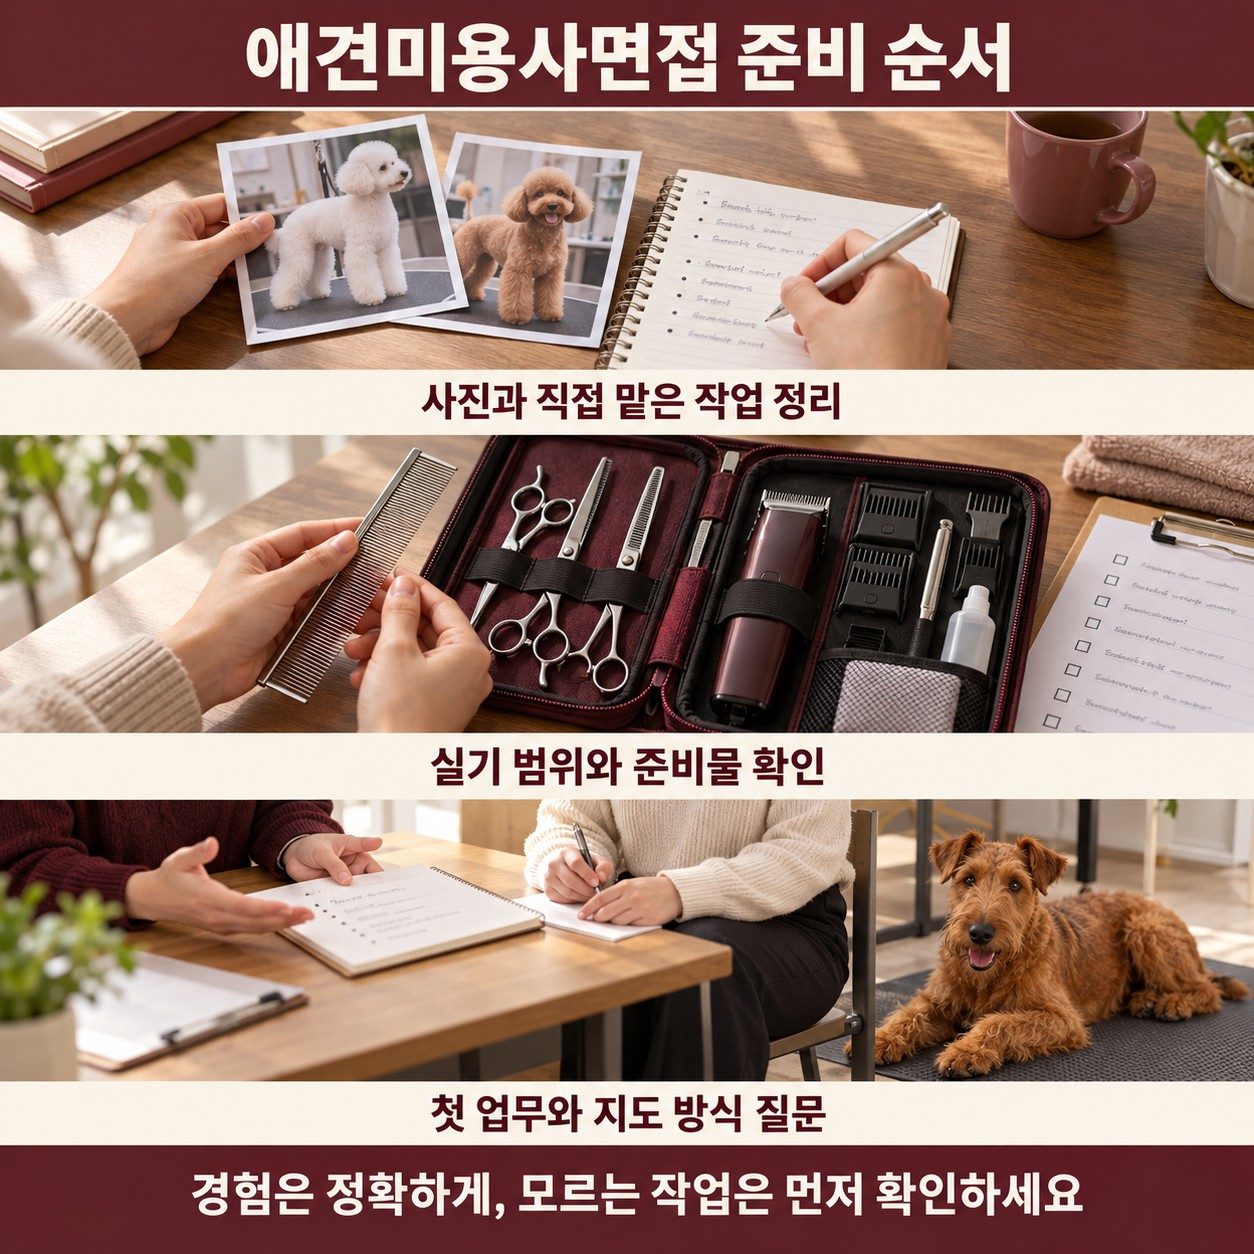 애견미용사면접 준비 순서
사진과 직접 맡은 작업 정리
실기 범위와 준비물 확인
첫 업무와 지도 방식 질문
경험은 정확하게, 모르는 작업은 먼저 확인하세요